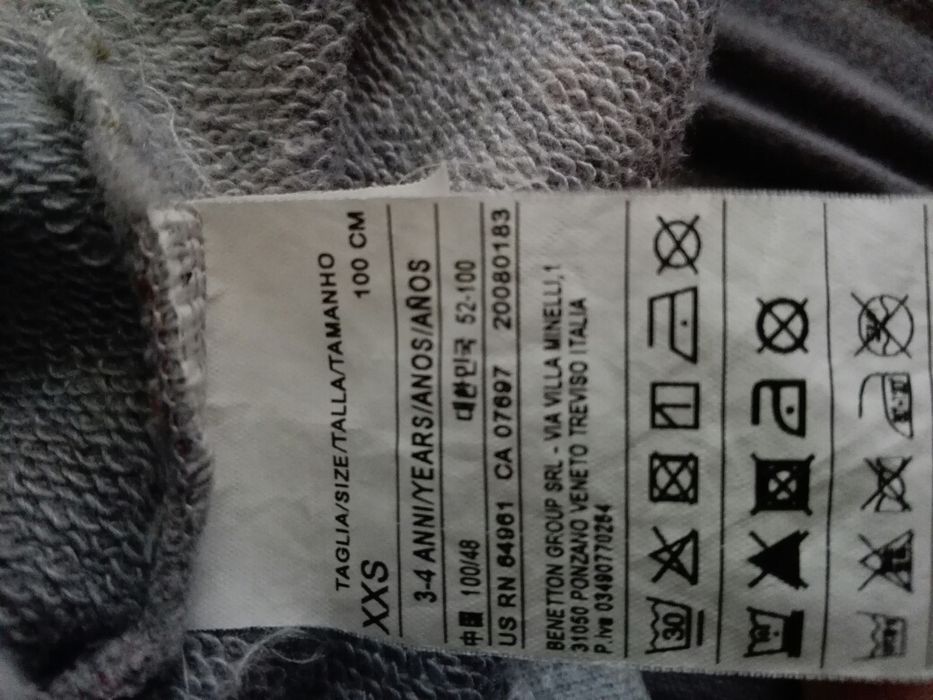 TAGLIA/SIZE/TALLA/TAMANHO
XXS 100 CM
3-4 ANNI/YEARS/ANOS/AÑOS
中國 100/48 대한민국 52-100
US RN 64961 CA 07697 20080183
BENETTON GROUP SRL - VIA VILLA MINELLI,1
31050 PONZANO VENETO TREVISO ITALIA
P.iva 03490770264
30